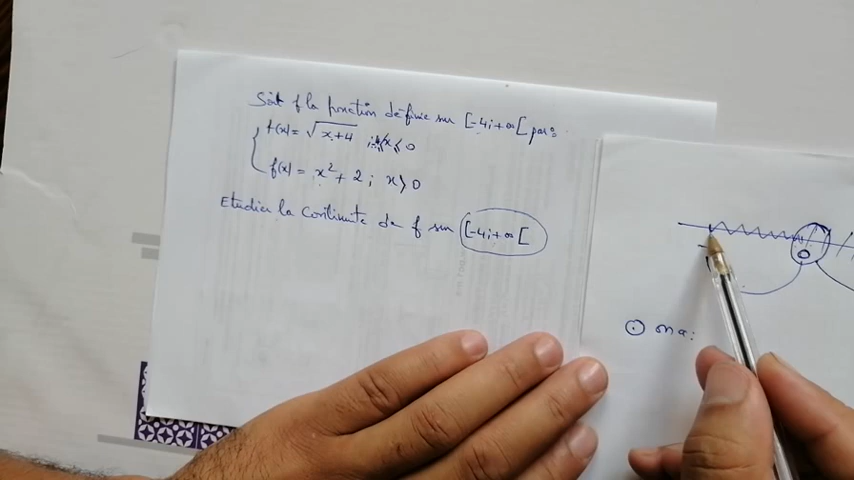 Soit f la fonction définie sur [-4;+∞[ par:
f(x)= √x+4 ; x⩽0
f(x)= x²+2 ; x>0
Etudier la Continuité de f sur [-4;+∞[
0
⊙ On a: